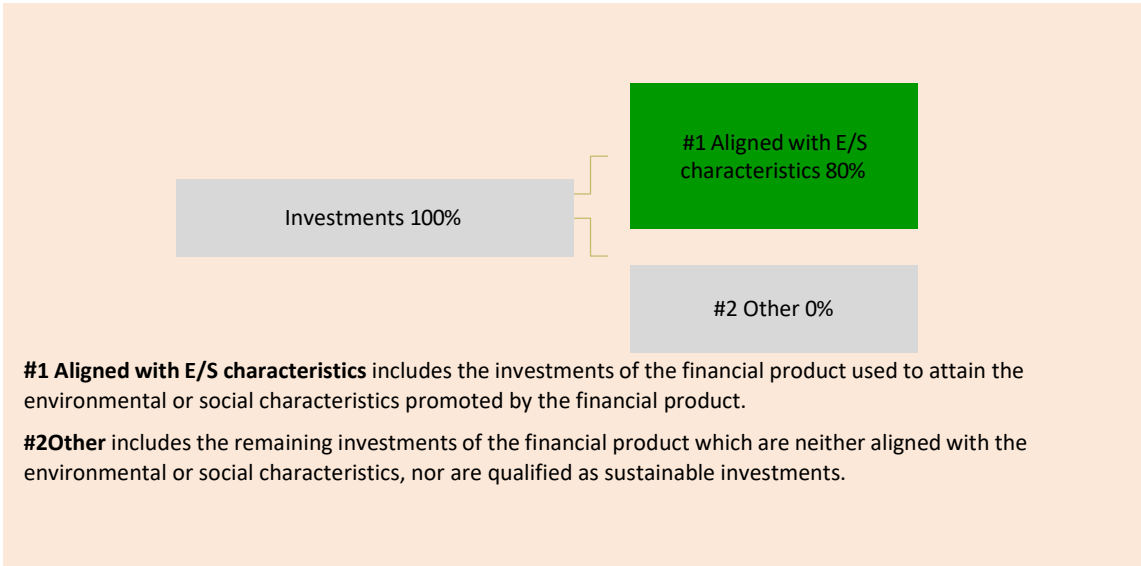 #1 Aligned with E/S
characteristics 80%
Investments 100%
#2 Other 0%
#1 Aligned with E/S characteristics includes the investments of the financial product used to attain the
environmental or social characteristics promoted by the financial product.
#2Other includes the remaining investments of the financial product which are neither aligned with the
environmental or social characteristics, nor are qualified as sustainable investments.